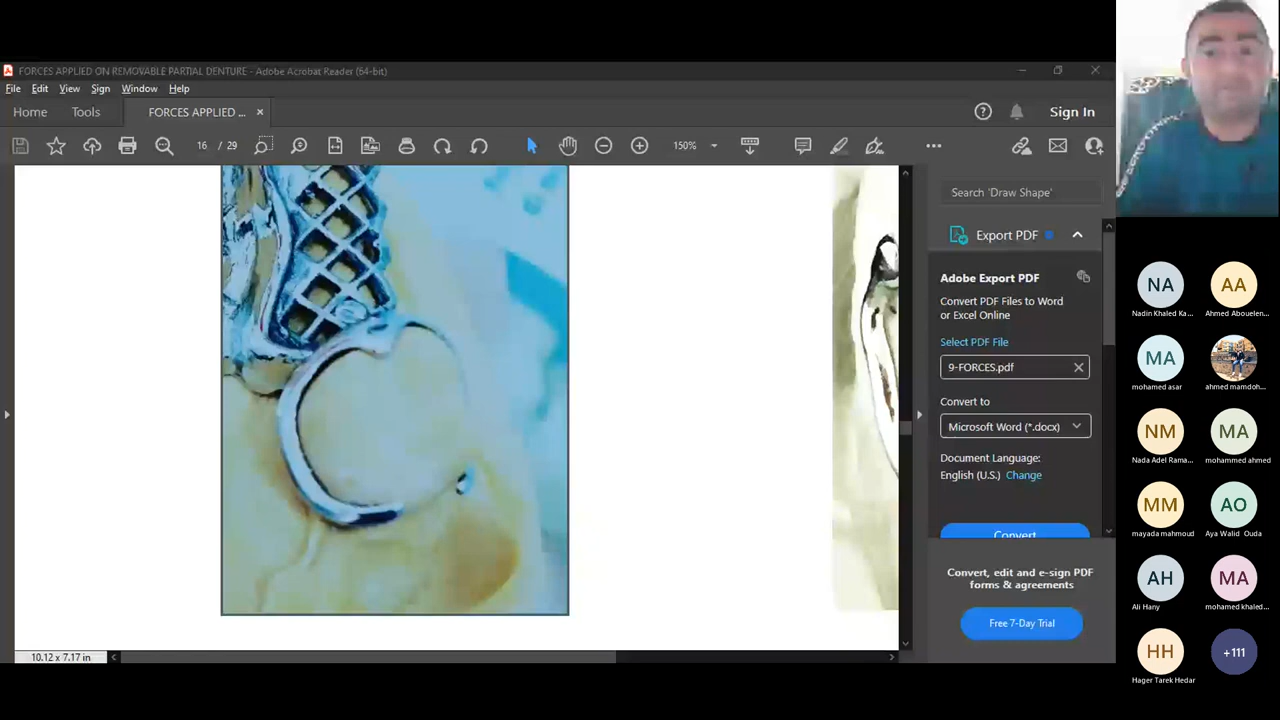 FORCES APPLIED ON REMOVABLE PARTIAL DENTURE - Adobe Acrobat Reader (64-bit)
File Edit View Sign Window Help
Home Tools FORCES APPLIED ... × Sign In
16 / 29 150%
Search 'Draw Shape'
Export PDF
Adobe Export PDF
Convert PDF Files to Word
or Excel Online
Select PDF File
9-FORCES.pdf
Convert to
Microsoft Word (*.docx)
Document Language:
English (U.S.) Change
Convert
Convert, edit and e-sign PDF
forms & agreements
Free 7-Day Trial
10.12 x 7.17 in
NA AA
Nadin Khaled Ka... Ahmed Abouelen...
MA
mohamed asar ahmed mamdoh...
NM MA
Nada Adel Rama... mohammed ahmed
MM AO
mayada mahmoud Aya Walid Ouda
AH MA
Ali Hany mohamed khaled...
HH +111
Hager Tarek Hedar